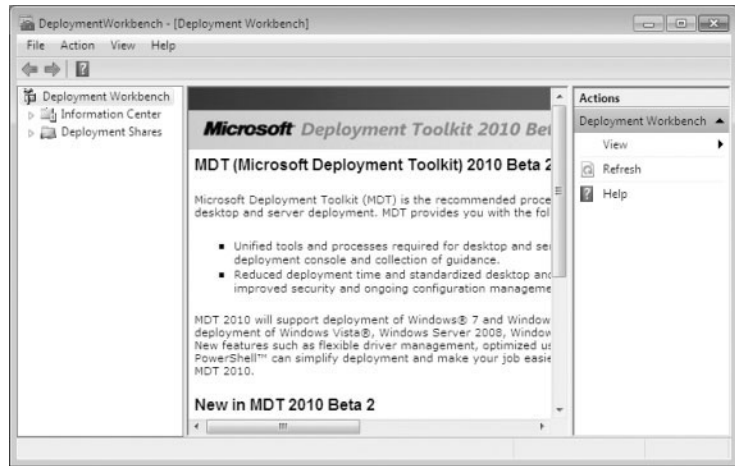 DeploymentWorkbench - [Deployment Workbench]
File Action View Help
Deployment Workbench
Information Center
Deployment Shares
Microsoft Deployment Toolkit 2010 Bet
MDT (Microsoft Deployment Toolkit) 2010 Beta 2
Microsoft Deployment Toolkit (MDT) is the recommended proce
desktop and server deployment. MDT provides you with the fol
Unified tools and processes required for desktop and se
deployment console and collection of guidance.
Reduced deployment time and standardized desktop and
improved security and ongoing configuration manageme
MDT 2010 will support deployment of Windows® 7 and Window
deployment of Windows Vista®, Windows Server 2008, Window
New features such as flexible driver management, optimized us
PowerShell™ can simplify deployment and make your job easie
MDT 2010.
New in MDT 2010 Beta 2
Actions
Deployment Workbench
View
Refresh
Help